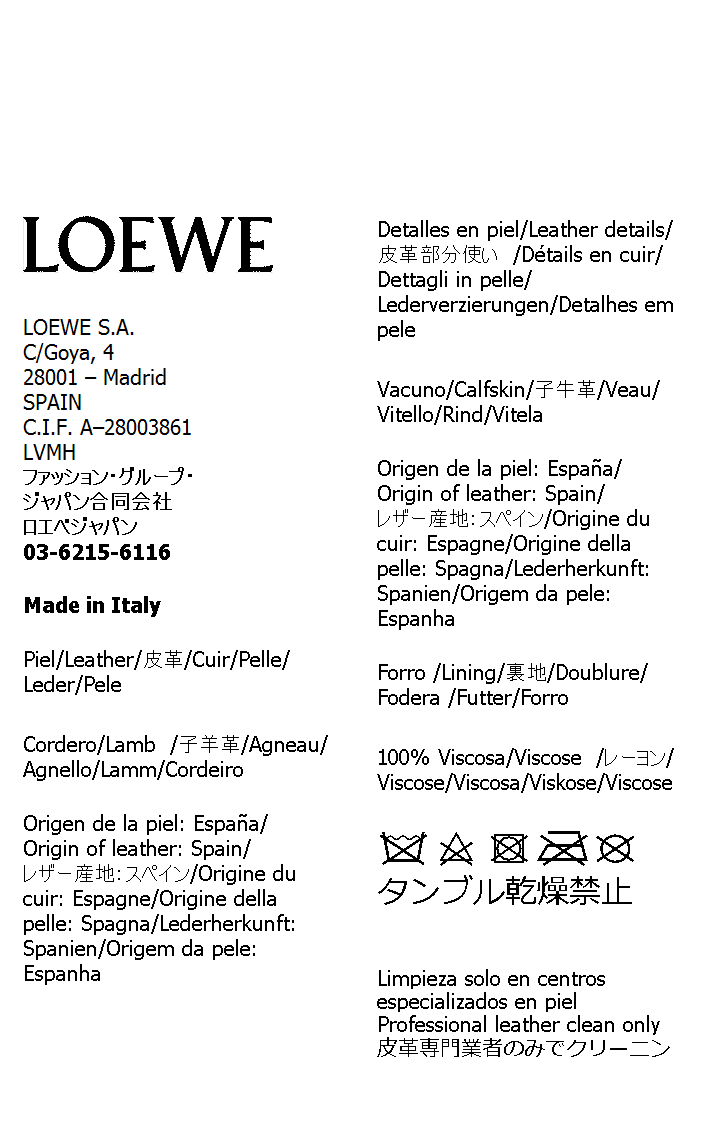 LOEWE
LOEWE S.A.
C/Goya, 4
28001 – Madrid
SPAIN
C.I.F. A–28003861
LVMH
ファッション・グループ・
ジャパン合同会社
ロエベジャパン
03-6215-6116
Made in Italy
Piel/Leather/皮革/Cuir/Pelle/
Leder/Pele
Cordero/Lamb /子羊革/Agneau/
Agnello/Lamm/Cordeiro
Origen de la piel: España/
Origin of leather: Spain/
レザー産地：スペイン/Origine du
cuir: Espagne/Origine della
pelle: Spagna/Lederherkunft:
Spanien/Origem da pele:
Espanha
Detalles en piel/Leather details/
皮革部分使い /Détails en cuir/
Dettagli in pelle/
Lederverzierungen/Detalhes em
pele
Vacuno/Calfskin/子牛革/Veau/
Vitello/Rind/Vitela
Origen de la piel: España/
Origin of leather: Spain/
レザー産地：スペイン/Origine du
cuir: Espagne/Origine della
pelle: Spagna/Lederherkunft:
Spanien/Origem da pele:
Espanha
Forro /Lining/裏地/Doublure/
Fodera /Futter/Forro
100% Viscosa/Viscose /レーヨン/
Viscose/Viscosa/Viskose/Viscose
タンブル乾燥禁止
Limpieza solo en centros
especializados en piel
Professional leather clean only
皮革専門業者のみでクリーニン